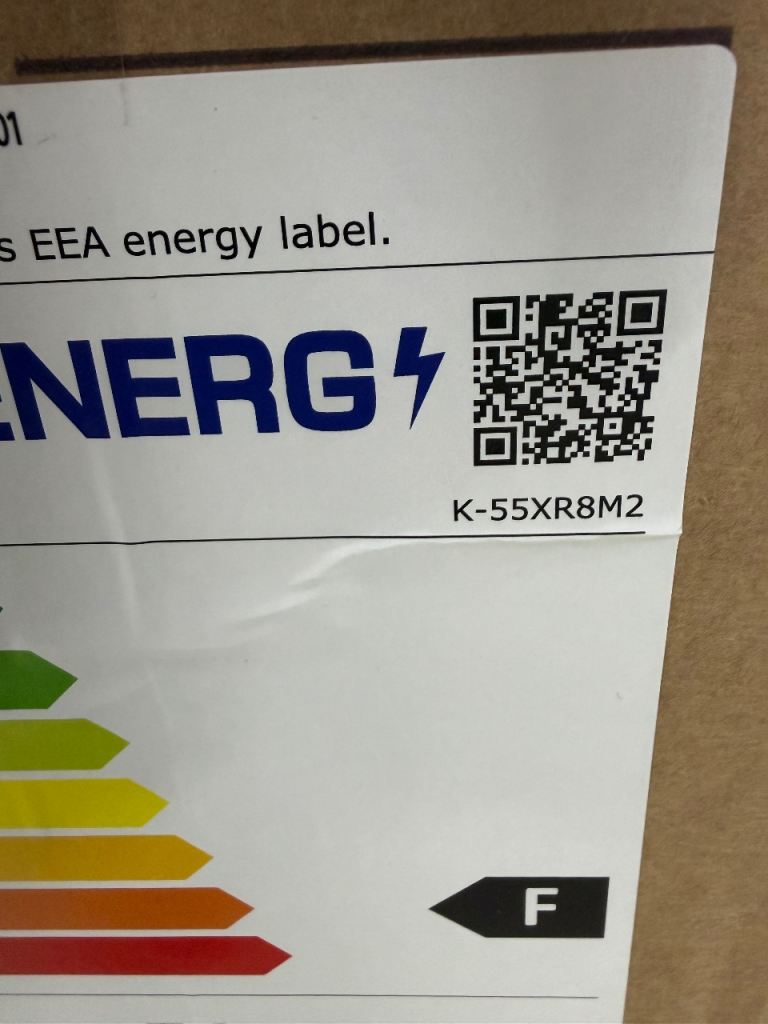 01
s EEA energy label.
ENERG
K-55XR8M2
F